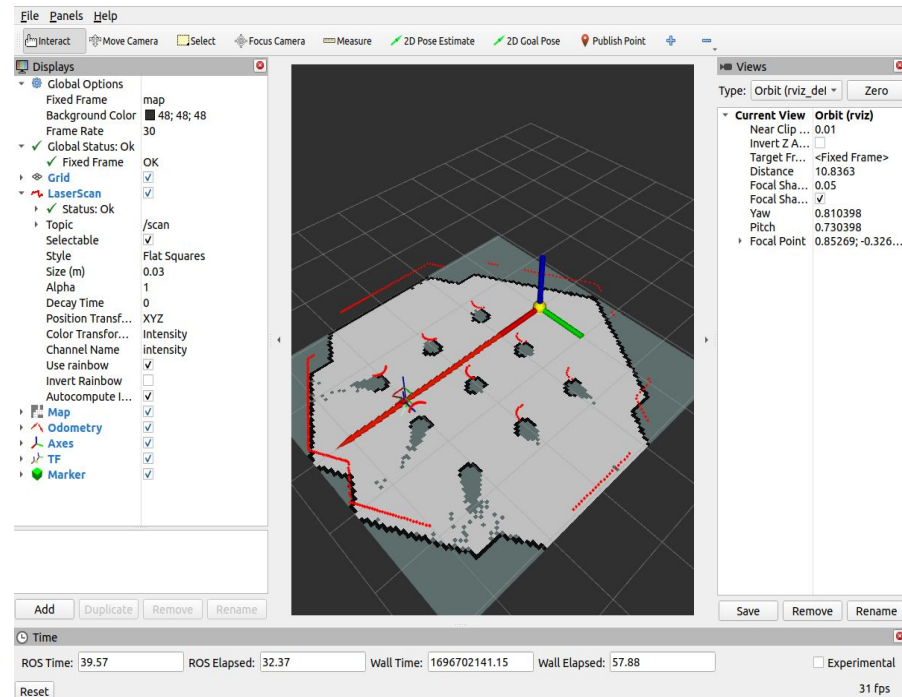 File Panels Help
Interact Move Camera Select Focus Camera Measure 2D Pose Estimate 2D Goal Pose Publish Point
Displays
Global Options
Fixed Frame map
Background Color 48; 48; 48
Frame Rate 30
Global Status: Ok
Fixed Frame OK
Grid
LaserScan
Status: Ok
Topic /scan
Selectable
Style Flat Squares
Size (m) 0.03
Alpha 1
Decay Time 0
Position Transf... XYZ
Color Transfor... Intensity
Channel Name intensity
Use rainbow
Invert Rainbow
Autocompute I...
Map
Odometry
Axes
TF
Marker
Add Duplicate Remove Rename
Views
Type: Orbit (rviz_del Zero
Current View Orbit (rviz)
Near Clip ... 0.01
Invert Z A...
Target Fr... <Fixed Frame>
Distance 10.8363
Focal Sha... 0.05
Focal Sha...
Yaw 0.810398
Pitch 0.730398
Focal Point 0.85269; -0.326...
Save Remove Rename
Time
ROS Time: 39.57 ROS Elapsed: 32.37 Wall Time: 1696702141.15 Wall Elapsed: 57.88 Experimental
Reset 31 fps